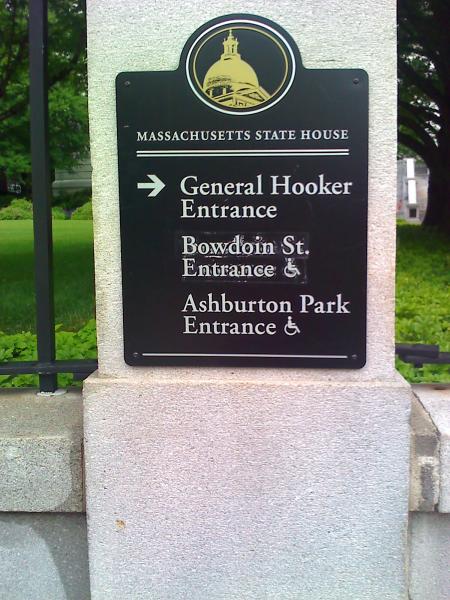 MASSACHUSETTS STATE HOUSE
General Hooker
Entrance
Bowdoin St.
Entrance
Ashburton Park
Entrance